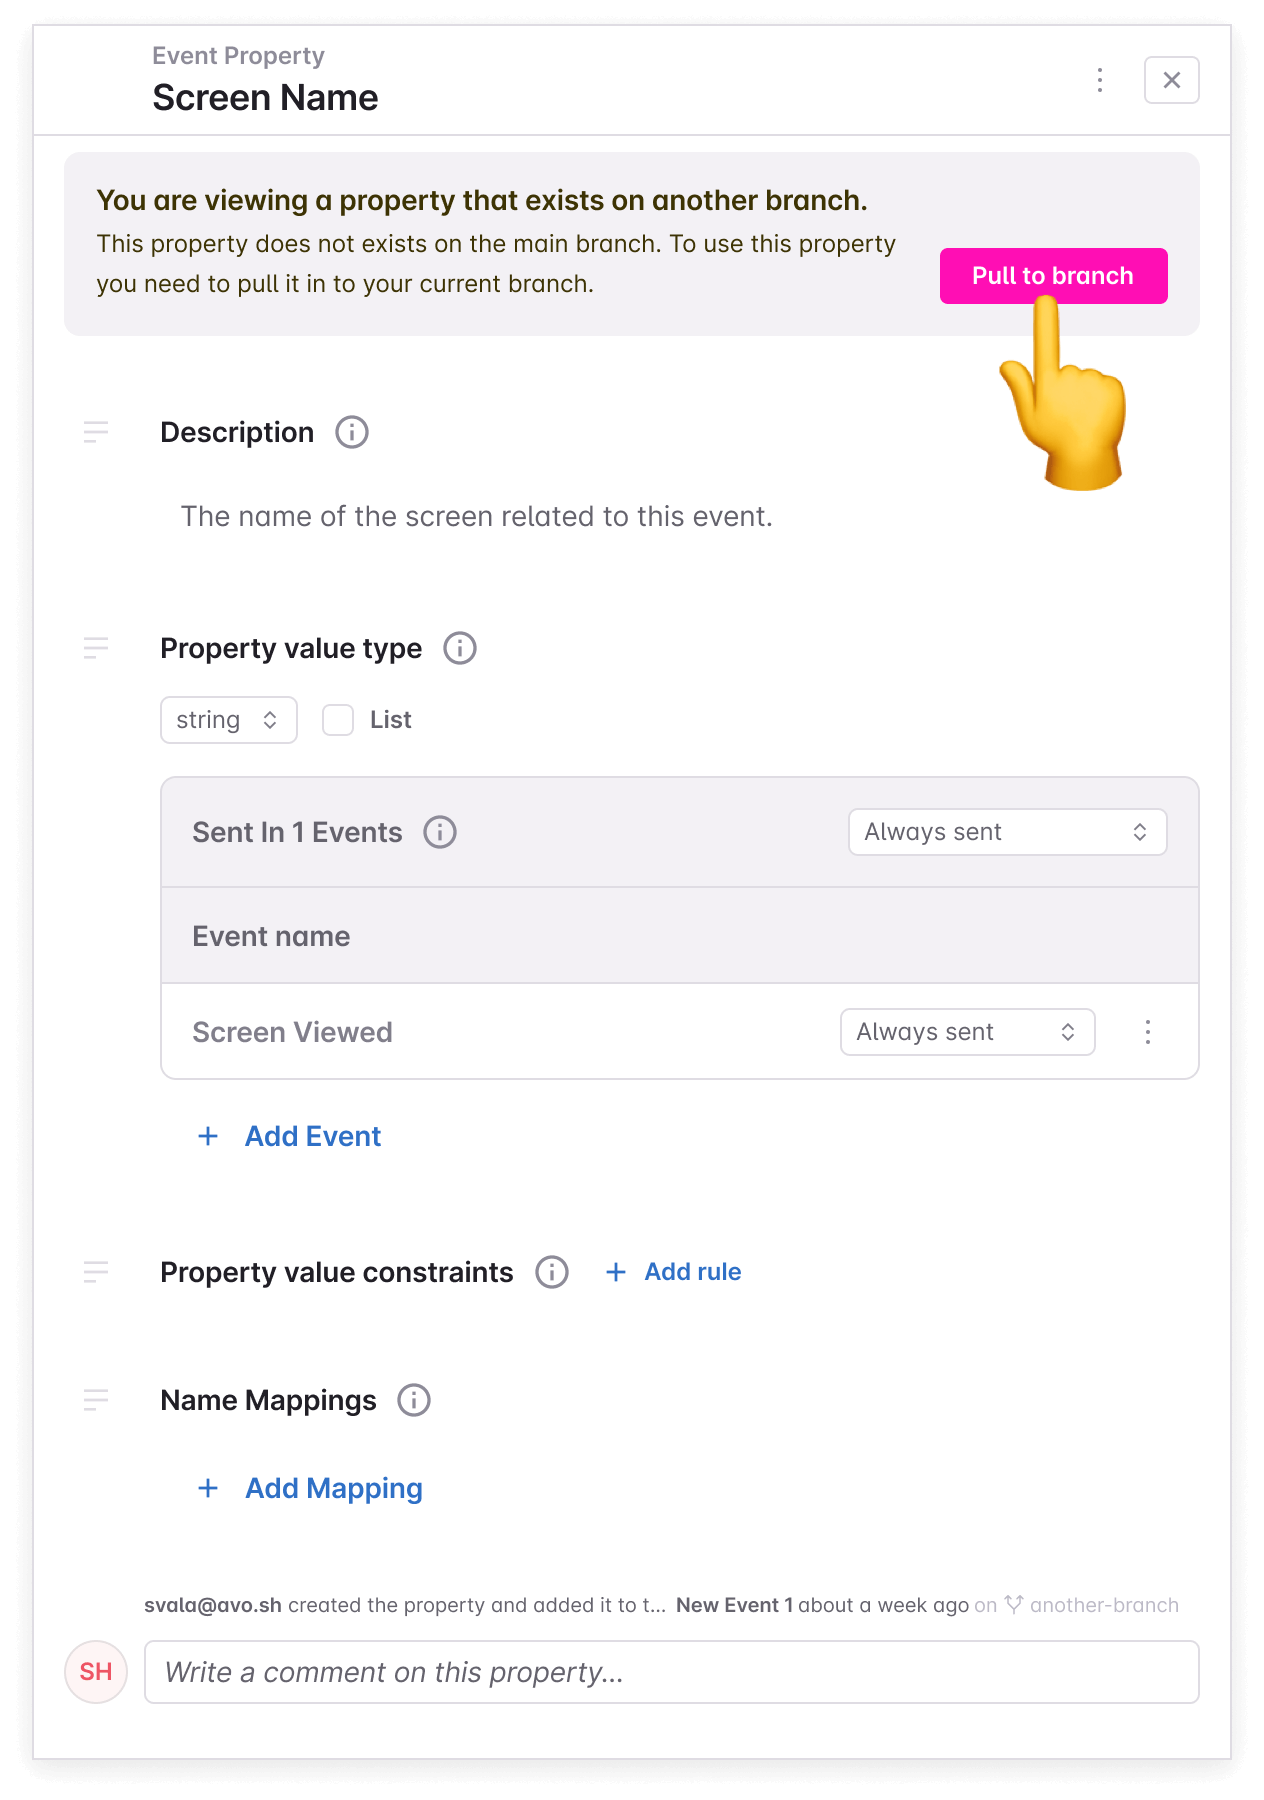 Event Property
Screen Name
You are viewing a property that exists on another branch.
This property does not exists on the main branch. To use this property
you need to pull it in to your current branch.
Pull to branch
Description
The name of the screen related to this event.
Property value type
string
List
Sent In 1 Events
Always sent
Event name
Screen Viewed
Always sent
+ Add Event
Property value constraints
+ Add rule
Name Mappings
+ Add Mapping
svala@avo.sh created the property and added it to t... New Event 1 about a week ago on another-branch
SH
Write a comment on this property...